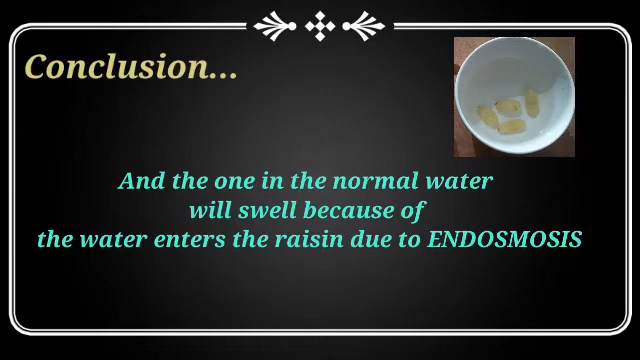 Conclusion...
And the one in the normal water
will swell because of
the water enters the raisin due to ENDOSMOSIS